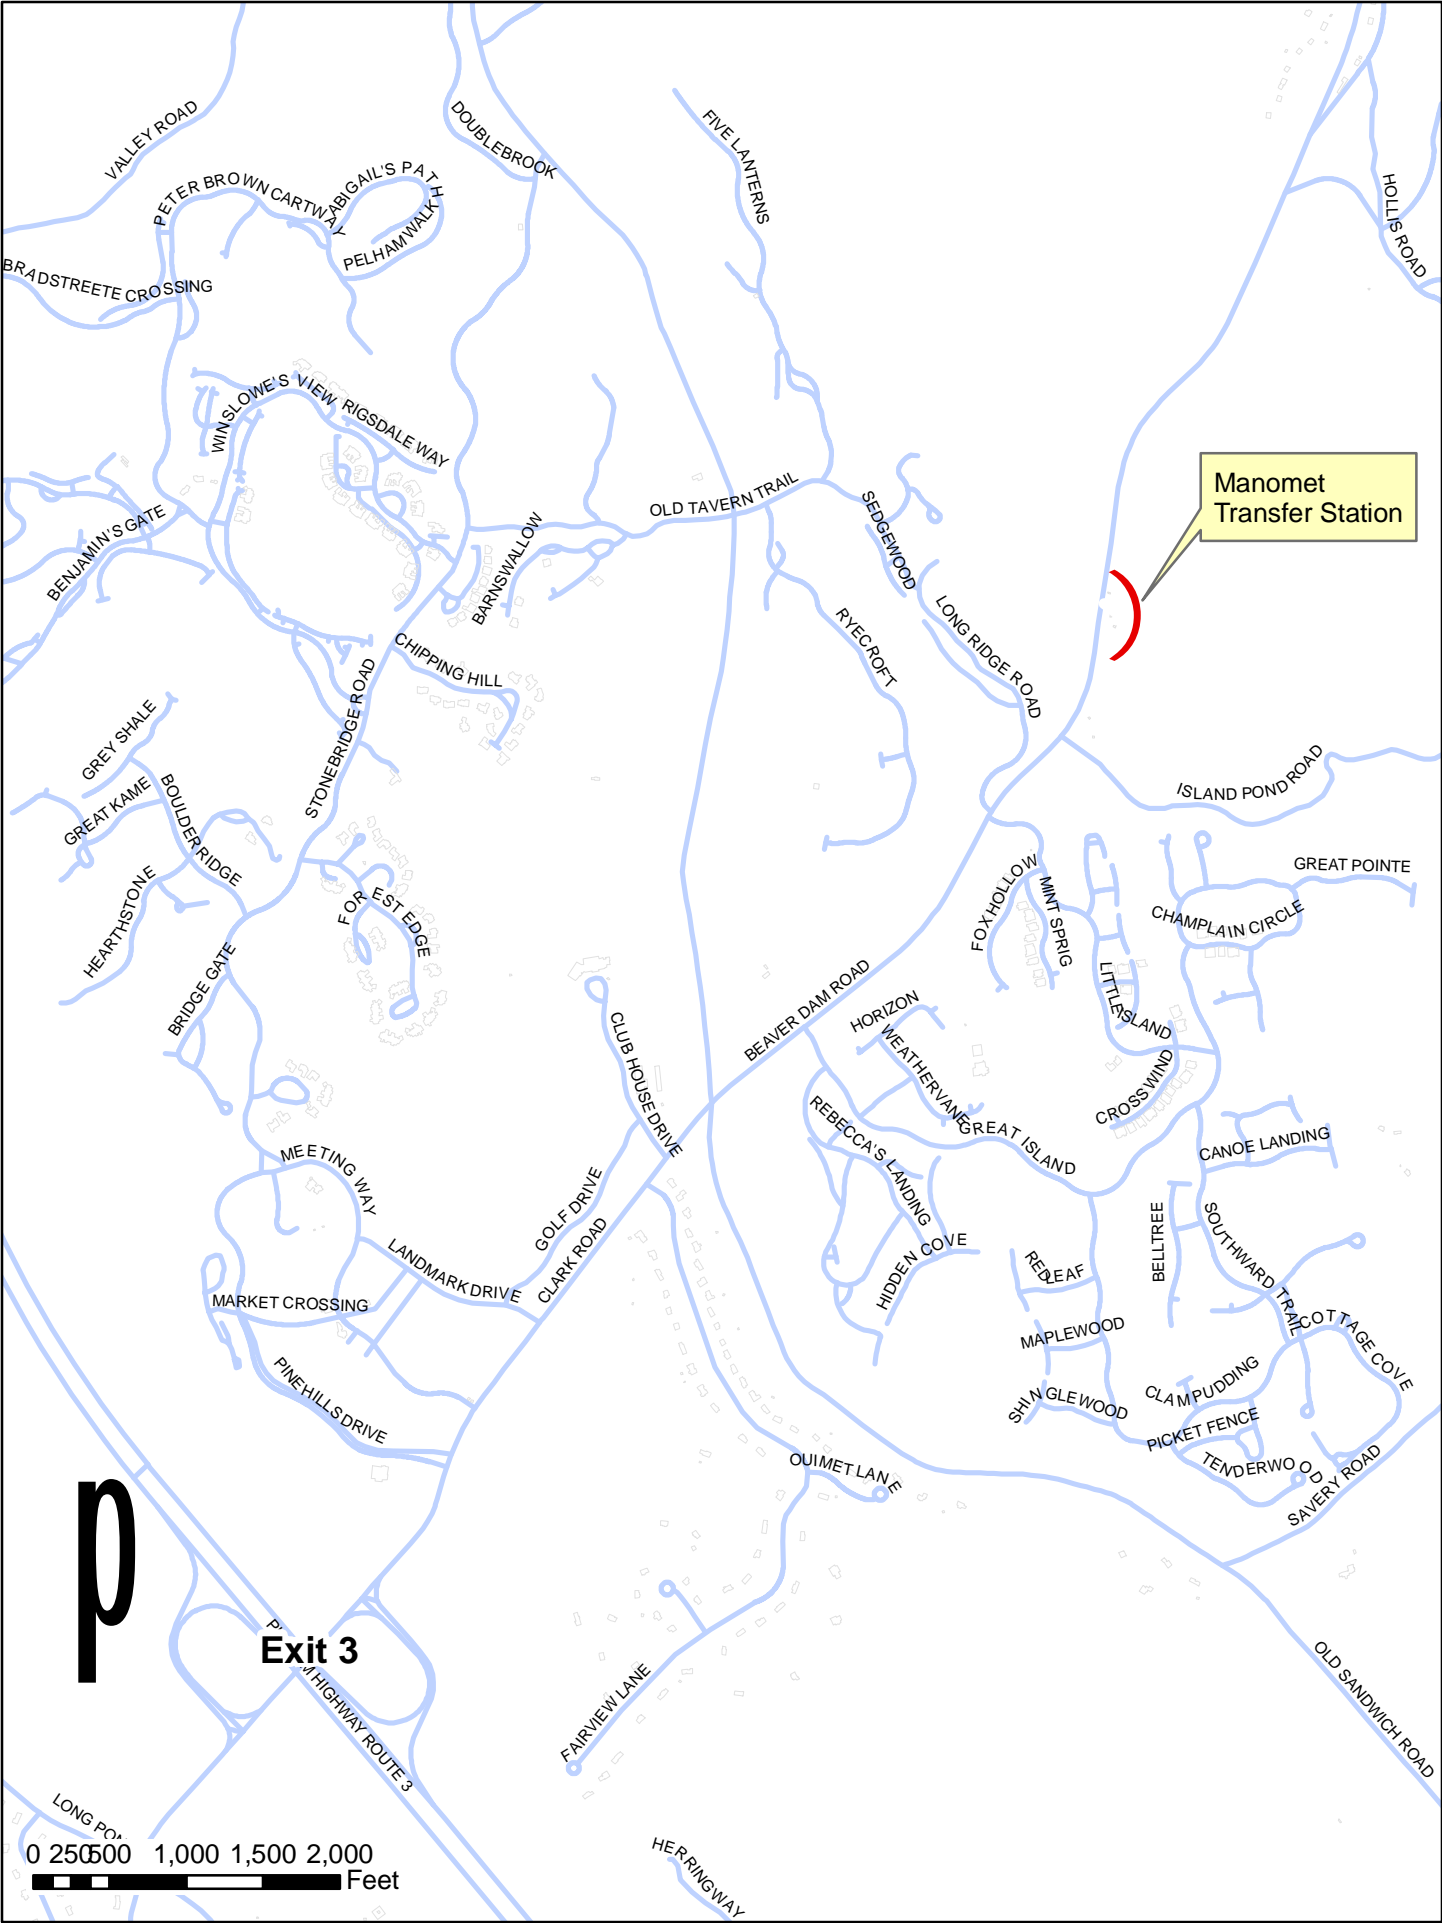 VALLEY ROAD
DOUBLEBROOK
FIVE LANTERNS
PETER BROWN CARTWAY
ABIGAIL'S PATH
PELHAM WALK
HOLLIS ROAD
BRADSTREETE CROSSING
WINSLOWE'S VIEW
RIGSDALE WAY
Manomet
Transfer Station
OLD TAVERN TRAIL
SEDGEWOOD
BENJAMIN'S GATE
BARNSWALLOW
LONG RIDGE ROAD
RYECROFT
CHIPPING HILL
STONEBRIDGE ROAD
GREY SHALE
GREAT KAME
BOULDER RIDGE
ISLAND POND ROAD
HEARTHSTONE
FOREST EDGE
FOX HOLLOW
MINT SPRIG
GREAT POINTE
CHAMPLAIN CIRCLE
BRIDGE GATE
BEAVER DAM ROAD
HORIZON
LITTLE ISLAND
CLUB HOUSE DRIVE
WEATHERVANE
CROSSWIND
REBECCA'S LANDING
GREAT ISLAND
CANOE LANDING
MEETING WAY
GOLF DRIVE
CLARK ROAD
HIDDEN COVE
BELLTREE
SOUTHWARD TRAIL
LANDMARK DRIVE
RED LEAF
MARKET CROSSING
MAPLEWOOD
COTTAGE COVE
PINEHILLS DRIVE
SHINGLEWOOD
CLAM PUDDING
PICKET FENCE
OUIMET LANE
TENDERWOOD
SAVERY ROAD
p
Exit 3
HIGHWAY ROUTE 3
FAIRVIEW LANE
OLD SANDWICH ROAD
LONG
HERRINGWAY
0 250 500 1,000 1,500 2,000
Feet